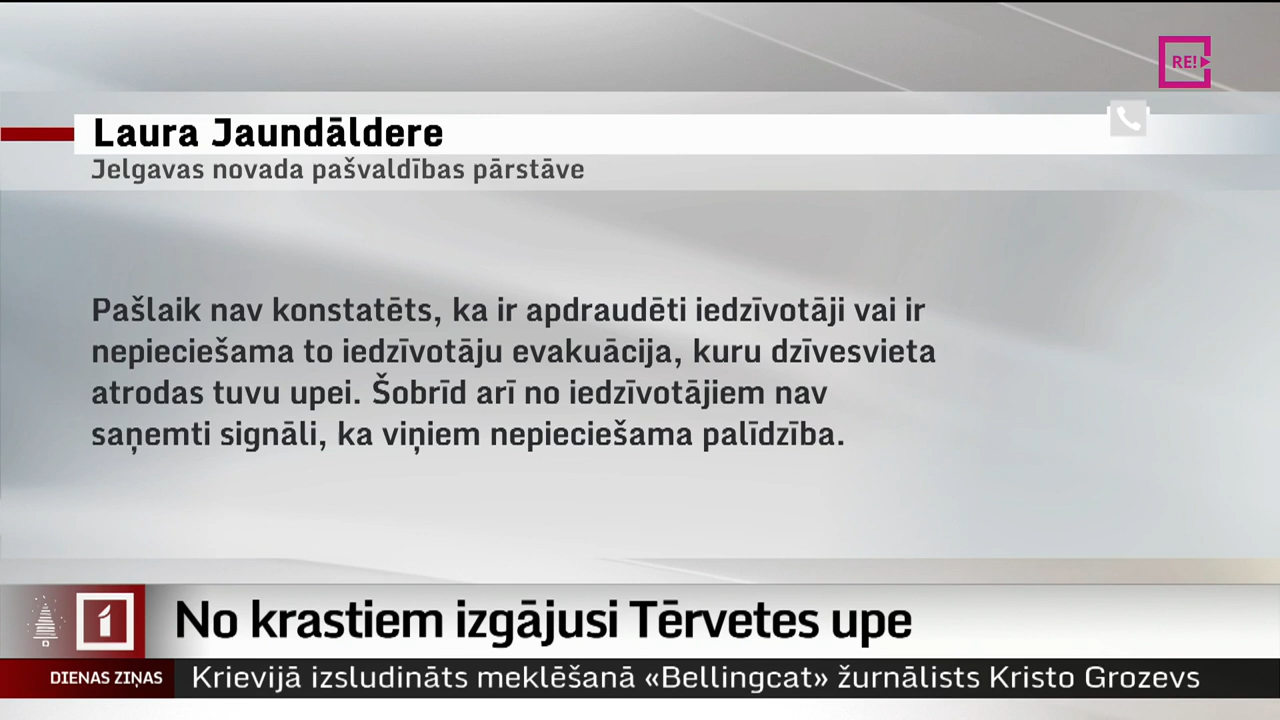 RE!
Laura Jaundāldere
Jelgavas novada pašvaldības pārstāve
Pašlaik nav konstatēts, ka ir apdraudēti iedzīvotāji vai ir
nepieciešama to iedzīvotāju evakuācija, kuru dzīvesvieta
atrodas tuvu upei. Šobrīd arī no iedzīvotājiem nav
saņemti signāli, ka viņiem nepieciešama palīdzība.
1
No krastiem izgājusi Tērvetes upe
DIENAS ZIŅAS
Krievijā izsludināts meklēšanā «Bellingcat» žurnālists Kristo Grozevs